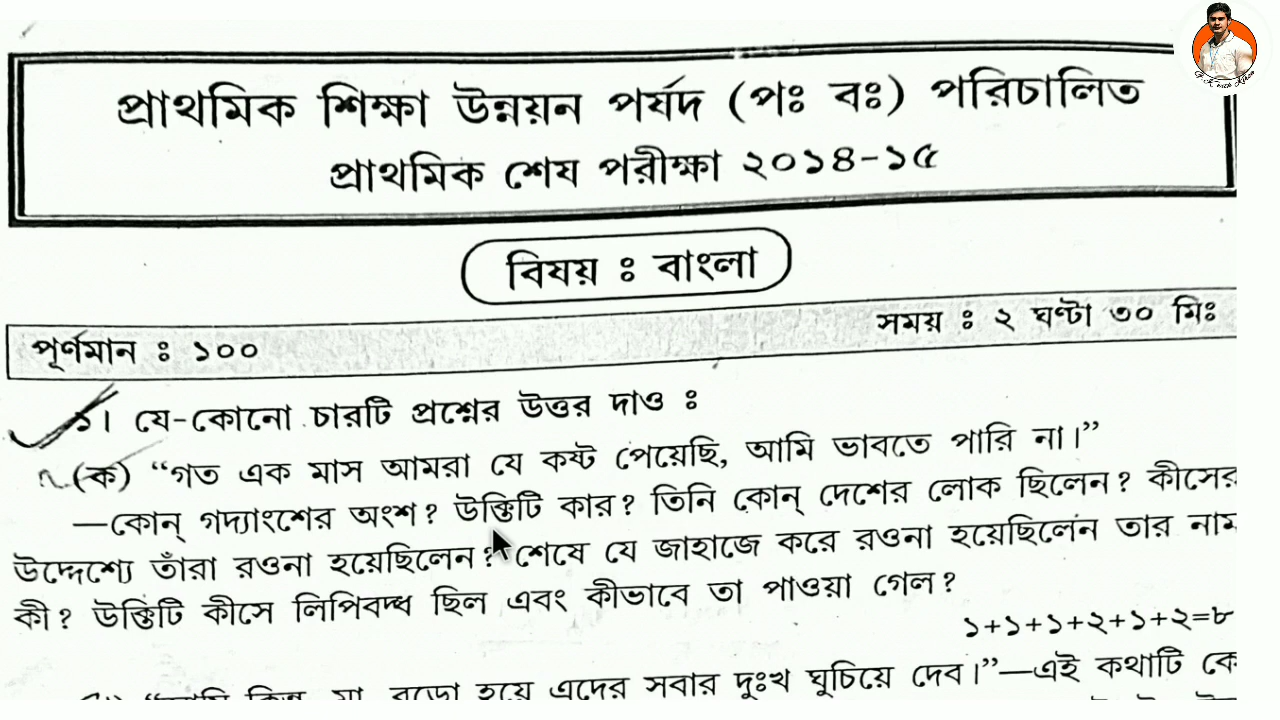 প্রাথমিক শিক্ষা উন্নয়ন পর্যদ (পঃ বঃ) পরিচালিত
প্রাথমিক শেষ পরীক্ষা ২০১৪-১৫
বিষয় ঃ বাংলা
সময় ঃ ২ ঘণ্টা ৩০ মিঃ
পূর্ণমান ঃ ১০০
১। যে-কোনো চারটি প্রশ্নের উত্তর দাও ঃ
(ক) “গত এক মাস আমরা যে কষ্ট পেয়েছি, আমি ভাবতে পারি না।”
—কোন্ গদ্যাংশের অংশ? উক্তিটি কার? তিনি কোন্ দেশের লোক ছিলেন? কীসের
উদ্দেশ্যে তাঁরা রওনা হয়েছিলেন? শেষে যে জাহাজে করে রওনা হয়েছিলেন তার নাম
কী? উক্তিটি কীসে লিপিবদ্ধ ছিল এবং কীভাবে তা পাওয়া গেল?
১+১+১+২+১+২=৮
মা, বড়ো হয়ে এদের সবার দুঃখ ঘুচিয়ে দেব।”—এই কথাটি